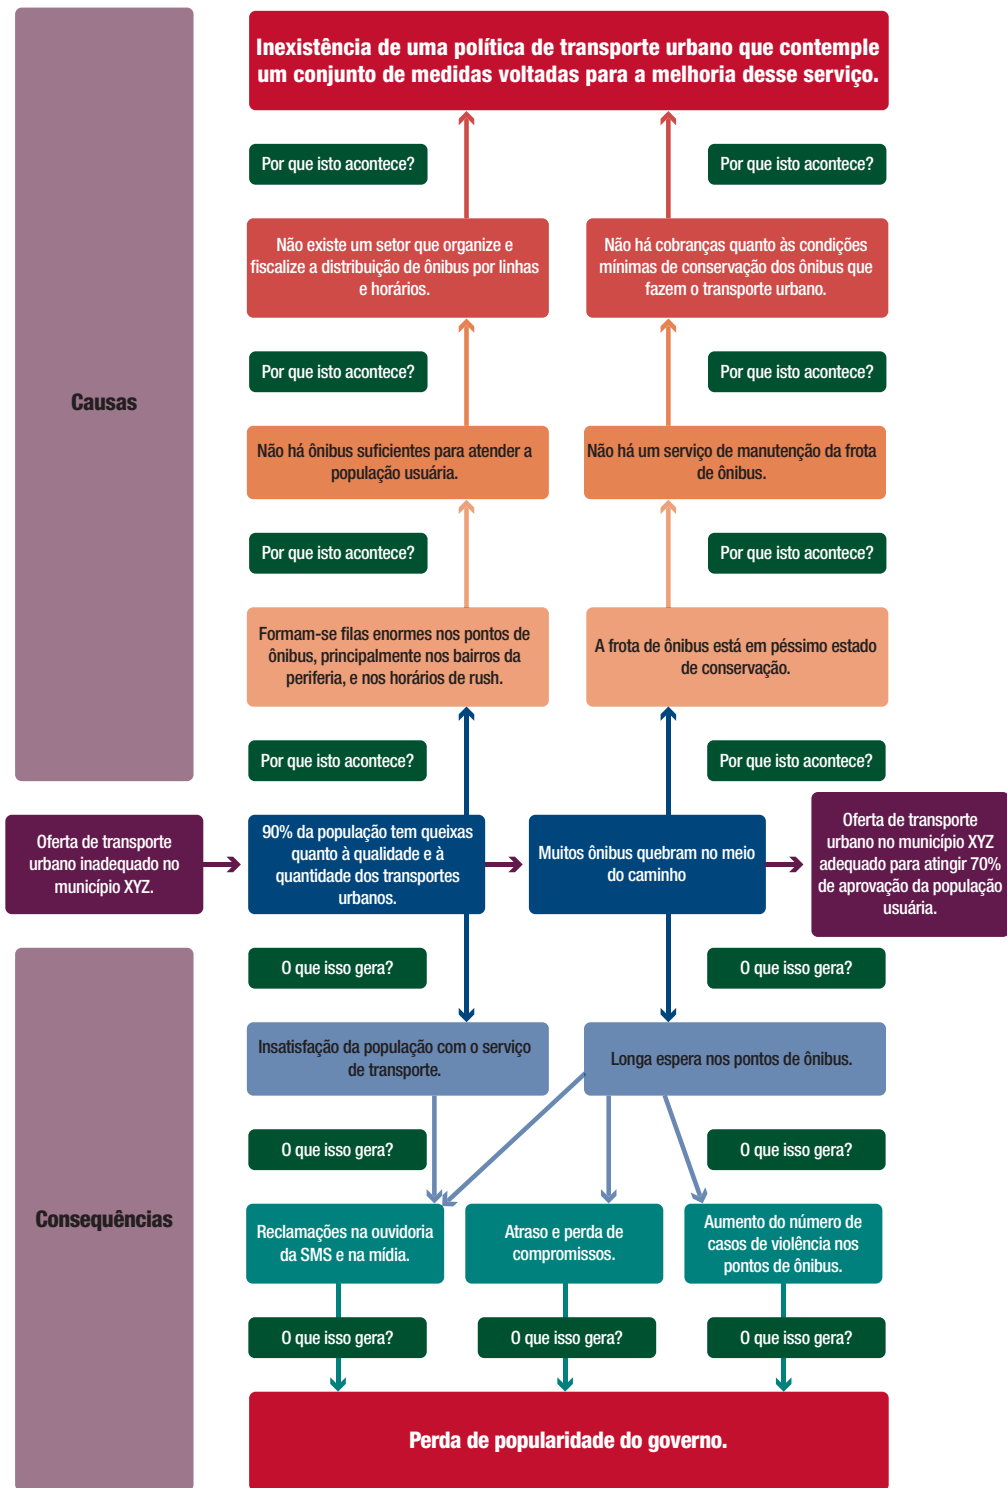 Inexistência de uma política de transporte urbano que contemple
um conjunto de medidas voltadas para a melhoria desse serviço.
Por que isto acontece?
Por que isto acontece?
Não existe um setor que organize e
fiscalize a distribuição de ônibus por linhas
e horários.
Não há cobranças quanto às condições
mínimas de conservação dos ônibus que
fazem o transporte urbano.
Por que isto acontece?
Por que isto acontece?
Causas
Não há ônibus suficientes para atender a
população usuária.
Não há um serviço de manutenção da frota
de ônibus.
Por que isto acontece?
Por que isto acontece?
Formam-se filas enormes nos pontos de
ônibus, principalmente nos bairros da
periferia, e nos horários de rush.
A frota de ônibus está em péssimo estado
de conservação.
Por que isto acontece?
Por que isto acontece?
Oferta de transporte
urbano inadequado no
município XYZ.
90% da população tem queixas
quanto à qualidade e à
quantidade dos transportes
urbanos.
Muitos ônibus quebram no meio
do caminho
Oferta de transporte
urbano no município XYZ
adequado para atingir 70%
de aprovação da população
usuária.
O que isso gera?
O que isso gera?
Insatisfação da população com o serviço
de transporte.
Longa espera nos pontos de ônibus.
O que isso gera?
O que isso gera?
Consequências
Reclamações na ouvidoria
da SMS e na mídia.
Atraso e perda de
compromissos.
Aumento do número de
casos de violência nos
pontos de ônibus.
O que isso gera?
O que isso gera?
O que isso gera?
Perda de popularidade do governo.